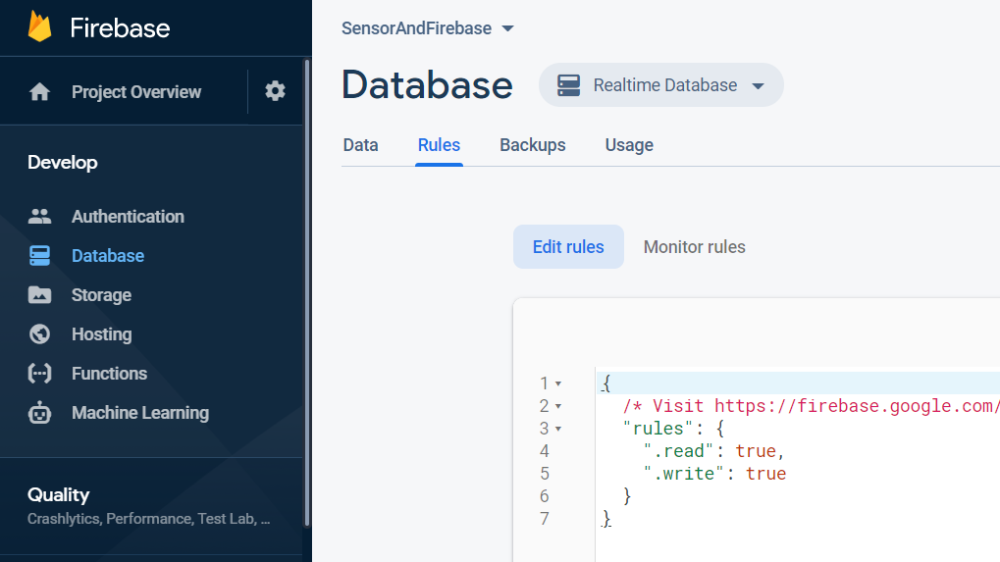 Firebase
Project Overview
Develop
Authentication
Database
Storage
Hosting
Functions
Machine Learning
Quality
Crashlytics, Performance, Test Lab, ...
SensorAndFirebase
Database
Realtime Database
Data Rules Backups Usage
Edit rules Monitor rules
1 {
2 /* Visit https://firebase.google.com/
3 "rules": {
4 ".read": true,
5 ".write": true
6 }
7 }